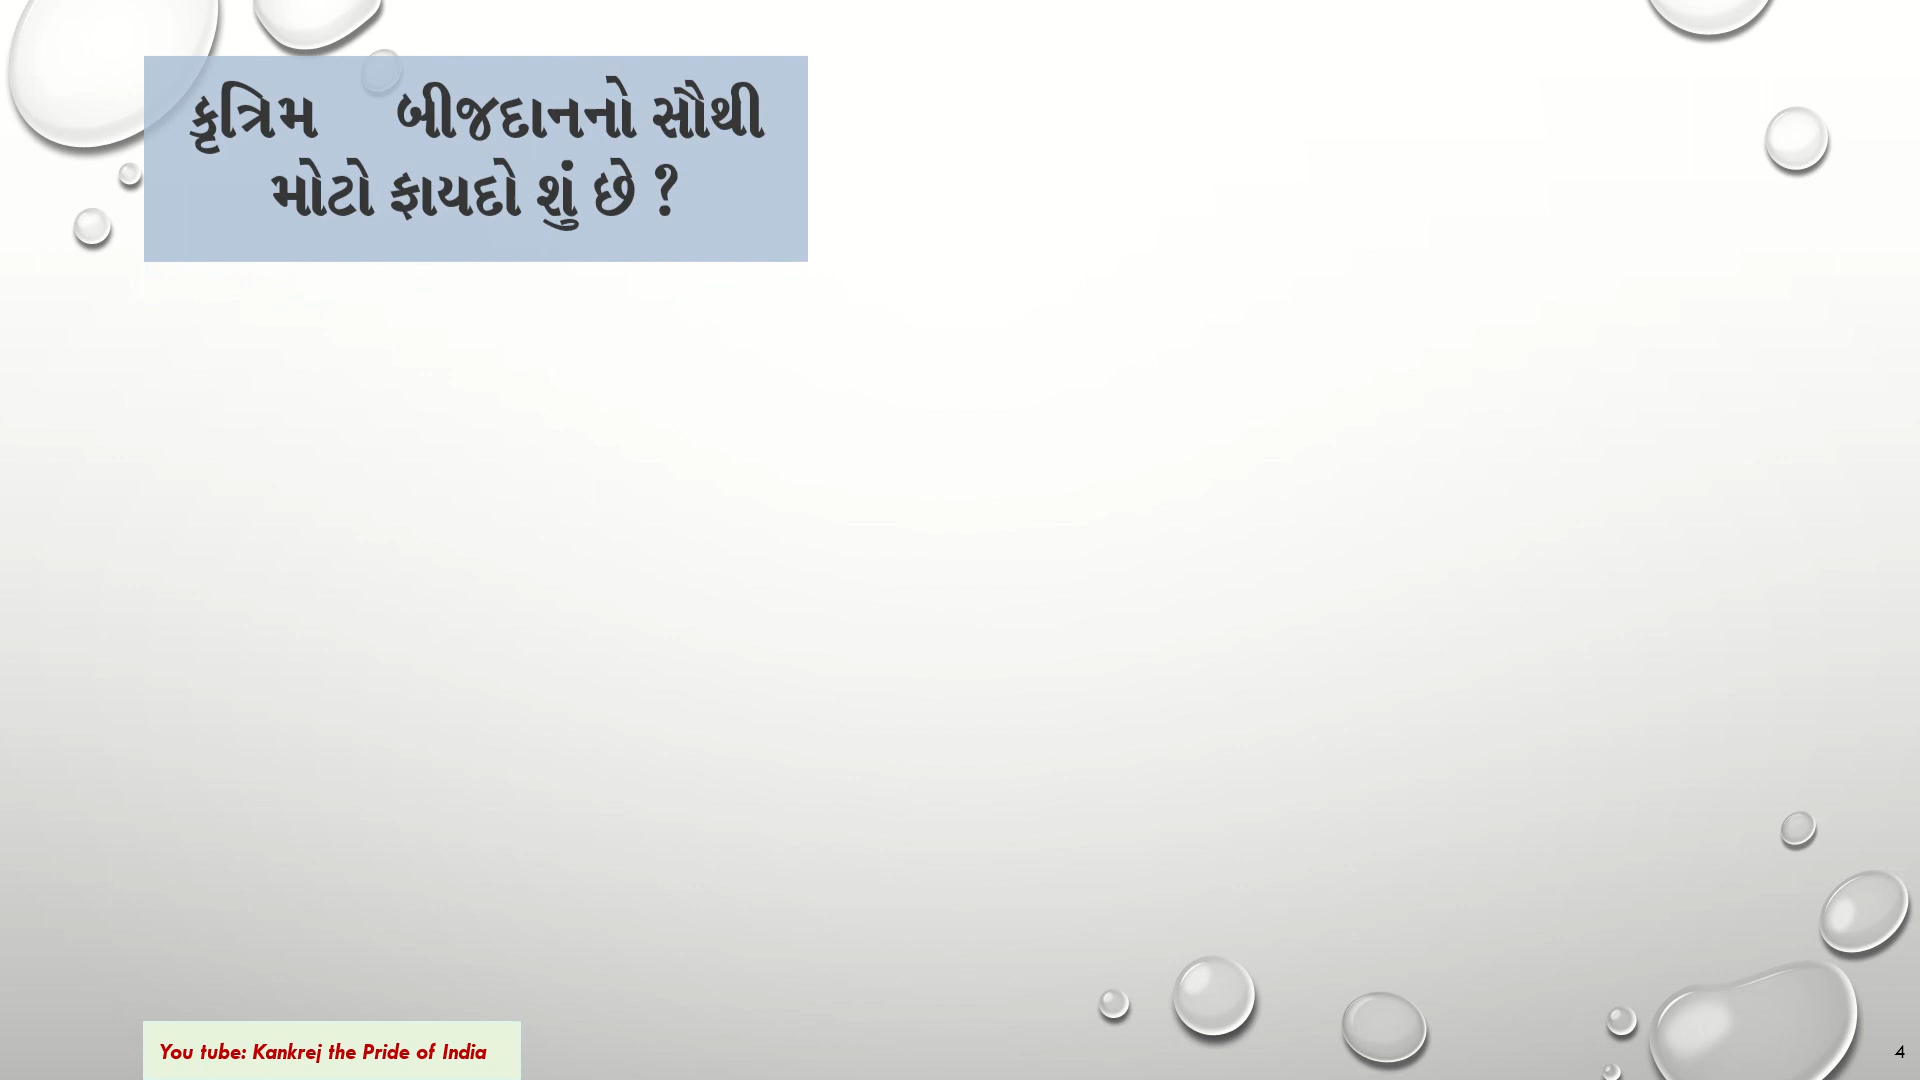 કૃત્રિમ બીજદાનનો સૌથી
મોટો ફાયદો શું છે ?
You tube: Kankrej the Pride of India
4